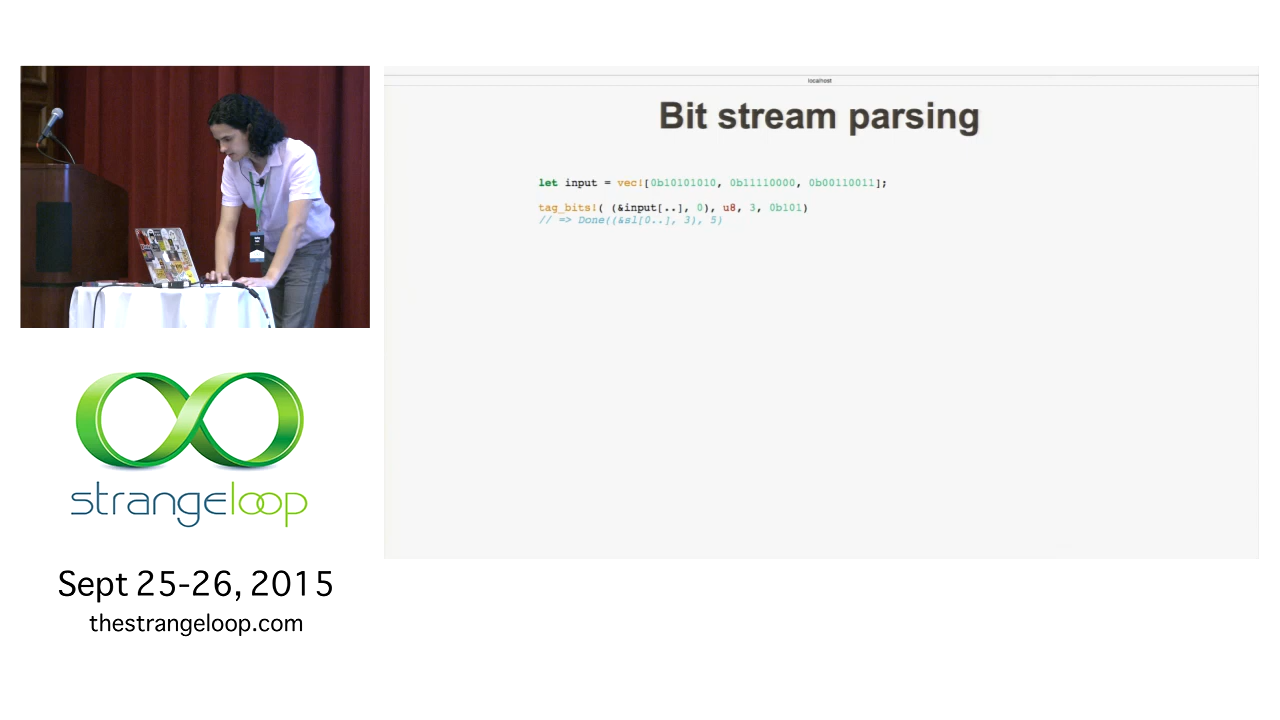 localhost
Bit stream parsing
let input = vec![0b10101010, 0b11110000, 0b00110011];
tag_bits!( (&input[..], 0), u8, 3, 0b101)
// => Done((&sl[0..], 3), 5)
strangeloop
Sept 25-26, 2015
thestrangeloop.com